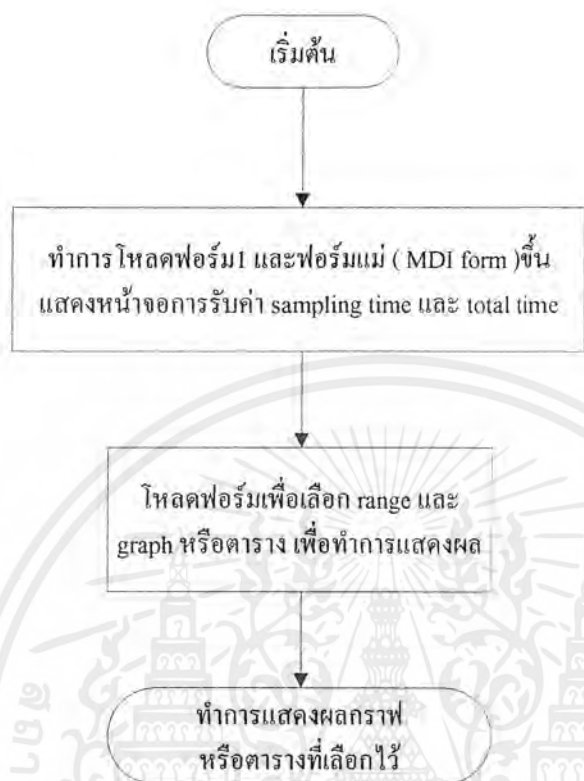 เริ่มต้น
ทำการโหลดฟอร์ม1 และฟอร์มแม่ ( MDI form )ขึ้น
แสดงหน้าจอการรับค่า sampling time และ total time
โหลดฟอร์มเพื่อเลือก range และ
graph หรือตาราง เพื่อทำการแสดงผล
ทำการแสดงผลกราฟ
หรือตารางที่เลือกไว้